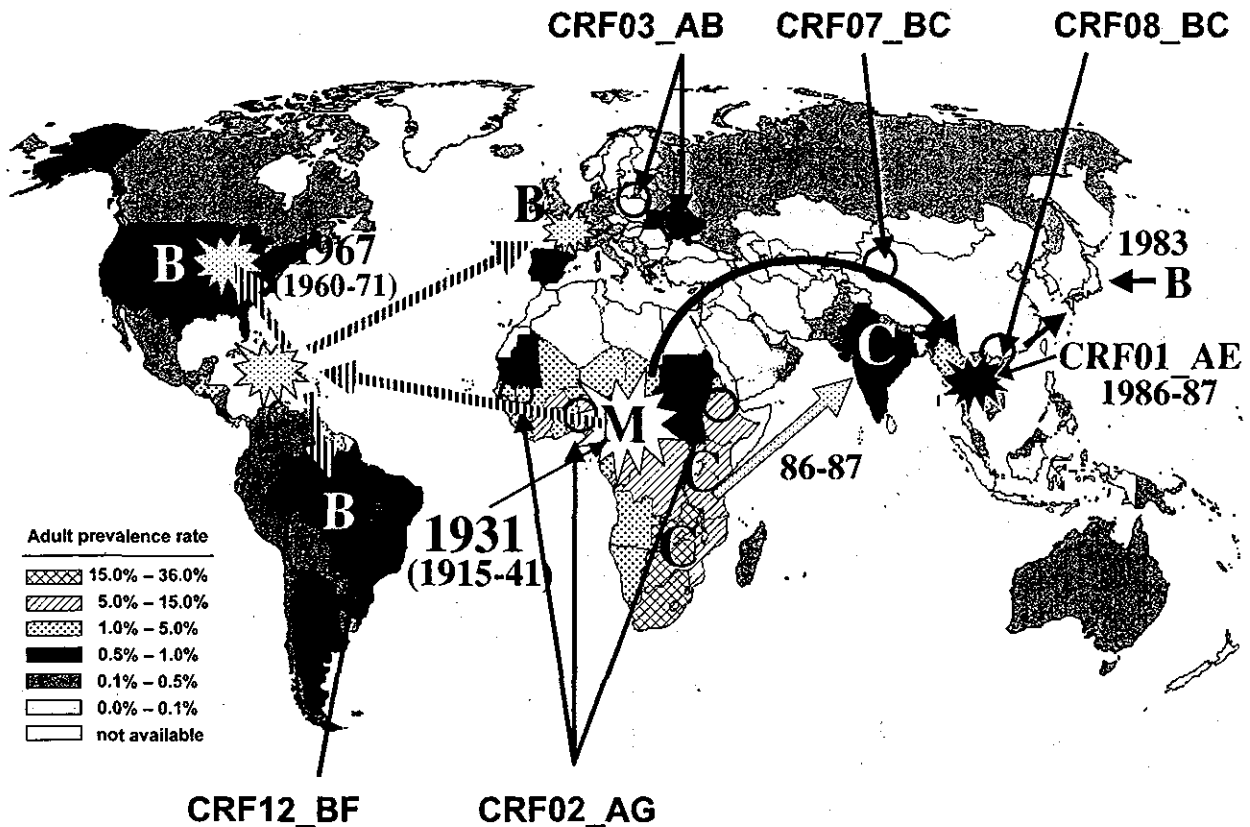 CRF03_AB
CRF07_BC
CRF08_BC
B
B
1967
(1960-71)
1983
B
C
CRF01_AE
1986-87
M
C
86-87
B
1931
(1915-41)
C
Adult prevalence rate
15.0% – 36.0%
5.0% – 15.0%
1.0% – 5.0%
0.5% – 1.0%
0.1% – 0.5%
0.0% – 0.1%
not available
CRF12_BF
CRF02_AG